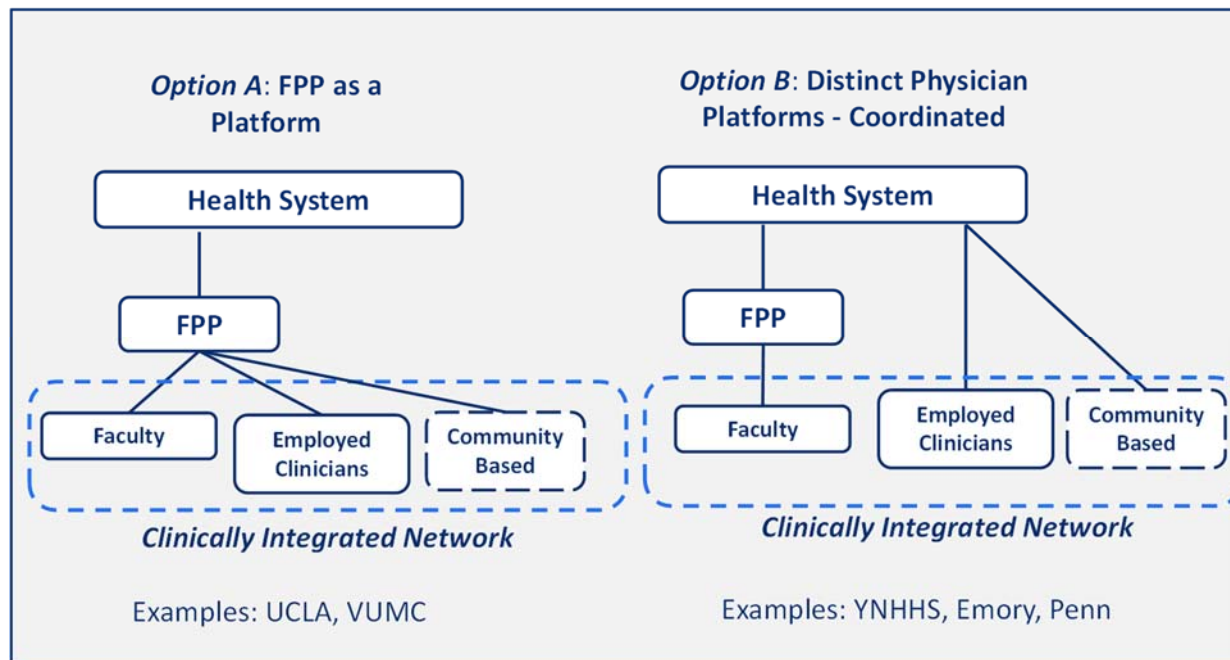 Option A: FPP as a
Platform
Health System
FPP
Faculty
Employed
Clinicians
Community
Based
Clinically Integrated Network
Examples: UCLA, VUMC
Option B: Distinct Physician
Platforms - Coordinated
Health System
FPP
Faculty
Employed
Clinicians
Community
Based
Clinically Integrated Network
Examples: YNHHS, Emory, Penn